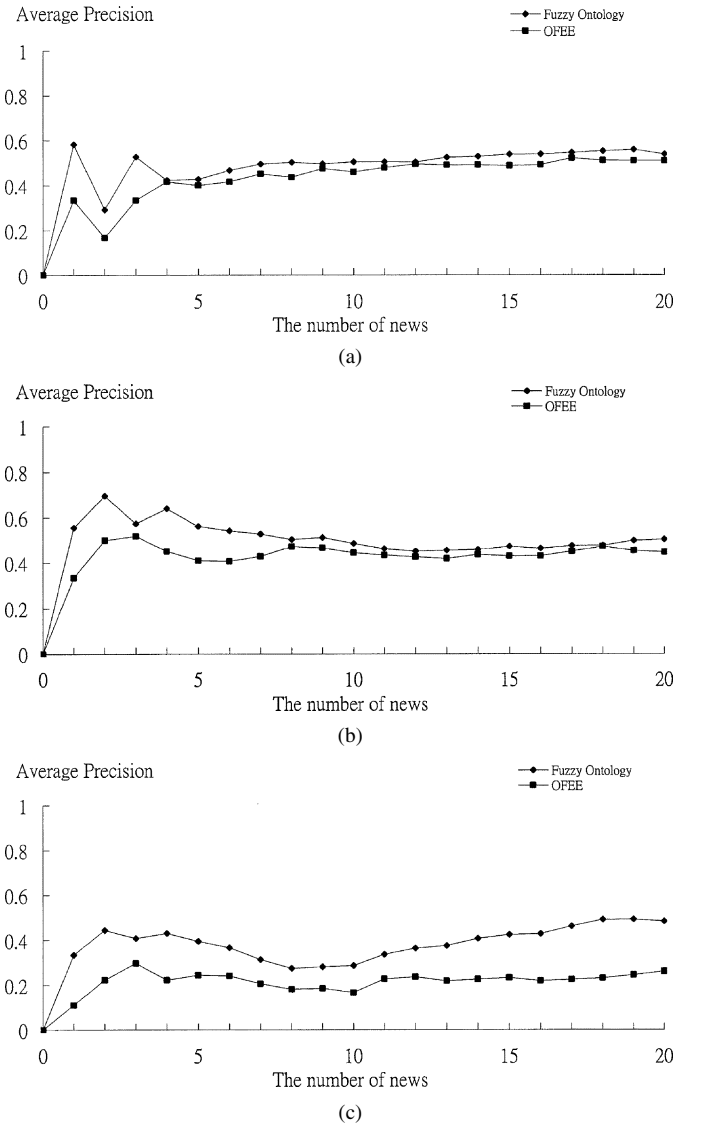 Average Precision
Fuzzy Ontology
OFEE
1
0.8
0.6
0.4
0.2
0
0 5 10 15 20
The number of news
(a)
Average Precision
Fuzzy Ontology
OFEE
1
0.8
0.6
0.4
0.2
0
0 5 10 15 20
The number of news
(b)
Average Precision
Fuzzy Ontology
OFEE
1
0.8
0.6
0.4
0.2
0
0 5 10 15 20
The number of news
(c)